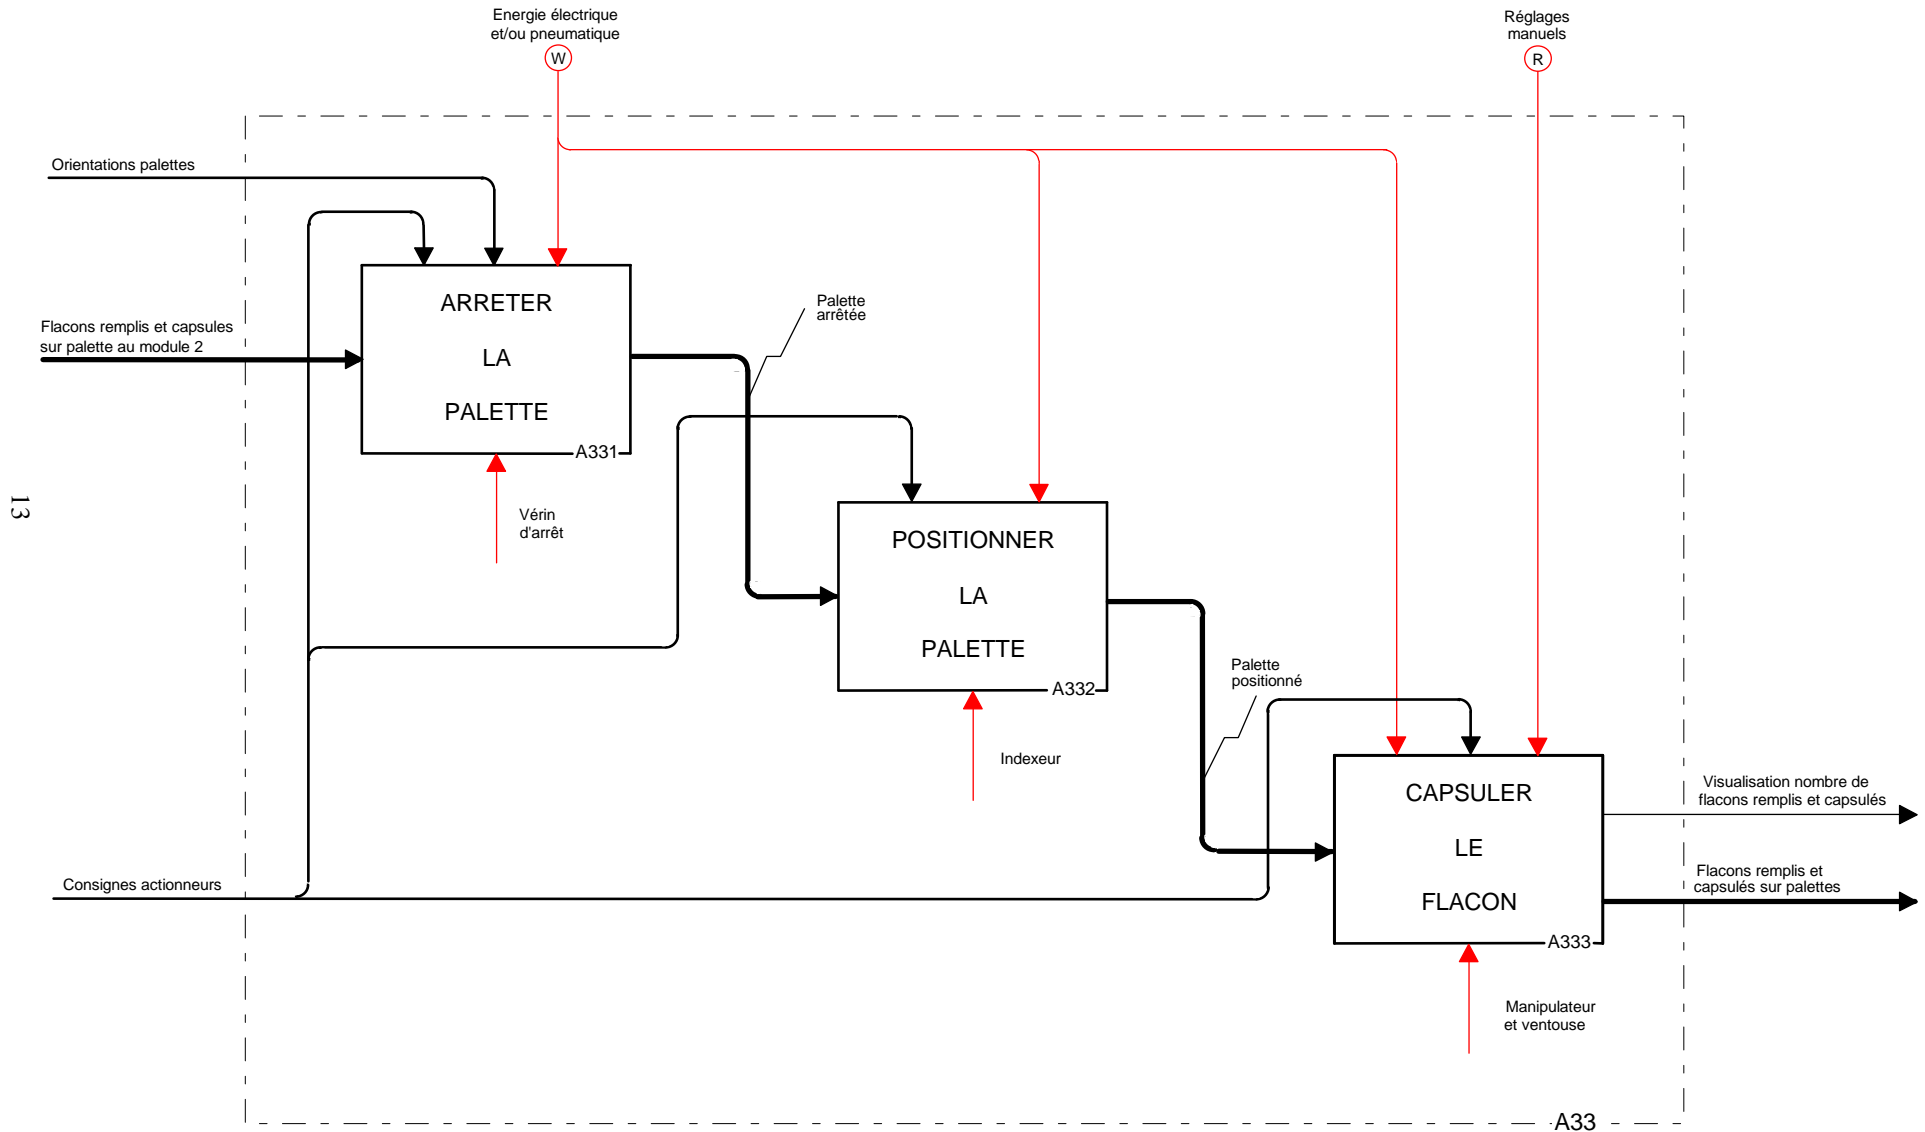 Energie électrique
et/ou pneumatique
W
Réglages
manuels
R
Orientations palettes
Flacons remplis et capsules
sur palette au module 2
ARRETER
LA
PALETTE
A331
Palette
arrêtée
Vérin
d'arrêt
13
POSITIONNER
LA
PALETTE
A332
Palette
positionné
Indexeur
CAPSULER
LE
FLACON
A333
Visualisation nombre de
flacons remplis et capsulés
Flacons remplis et
capsulés sur palettes
Consignes actionneurs
Manipulateur
et ventouse
A33